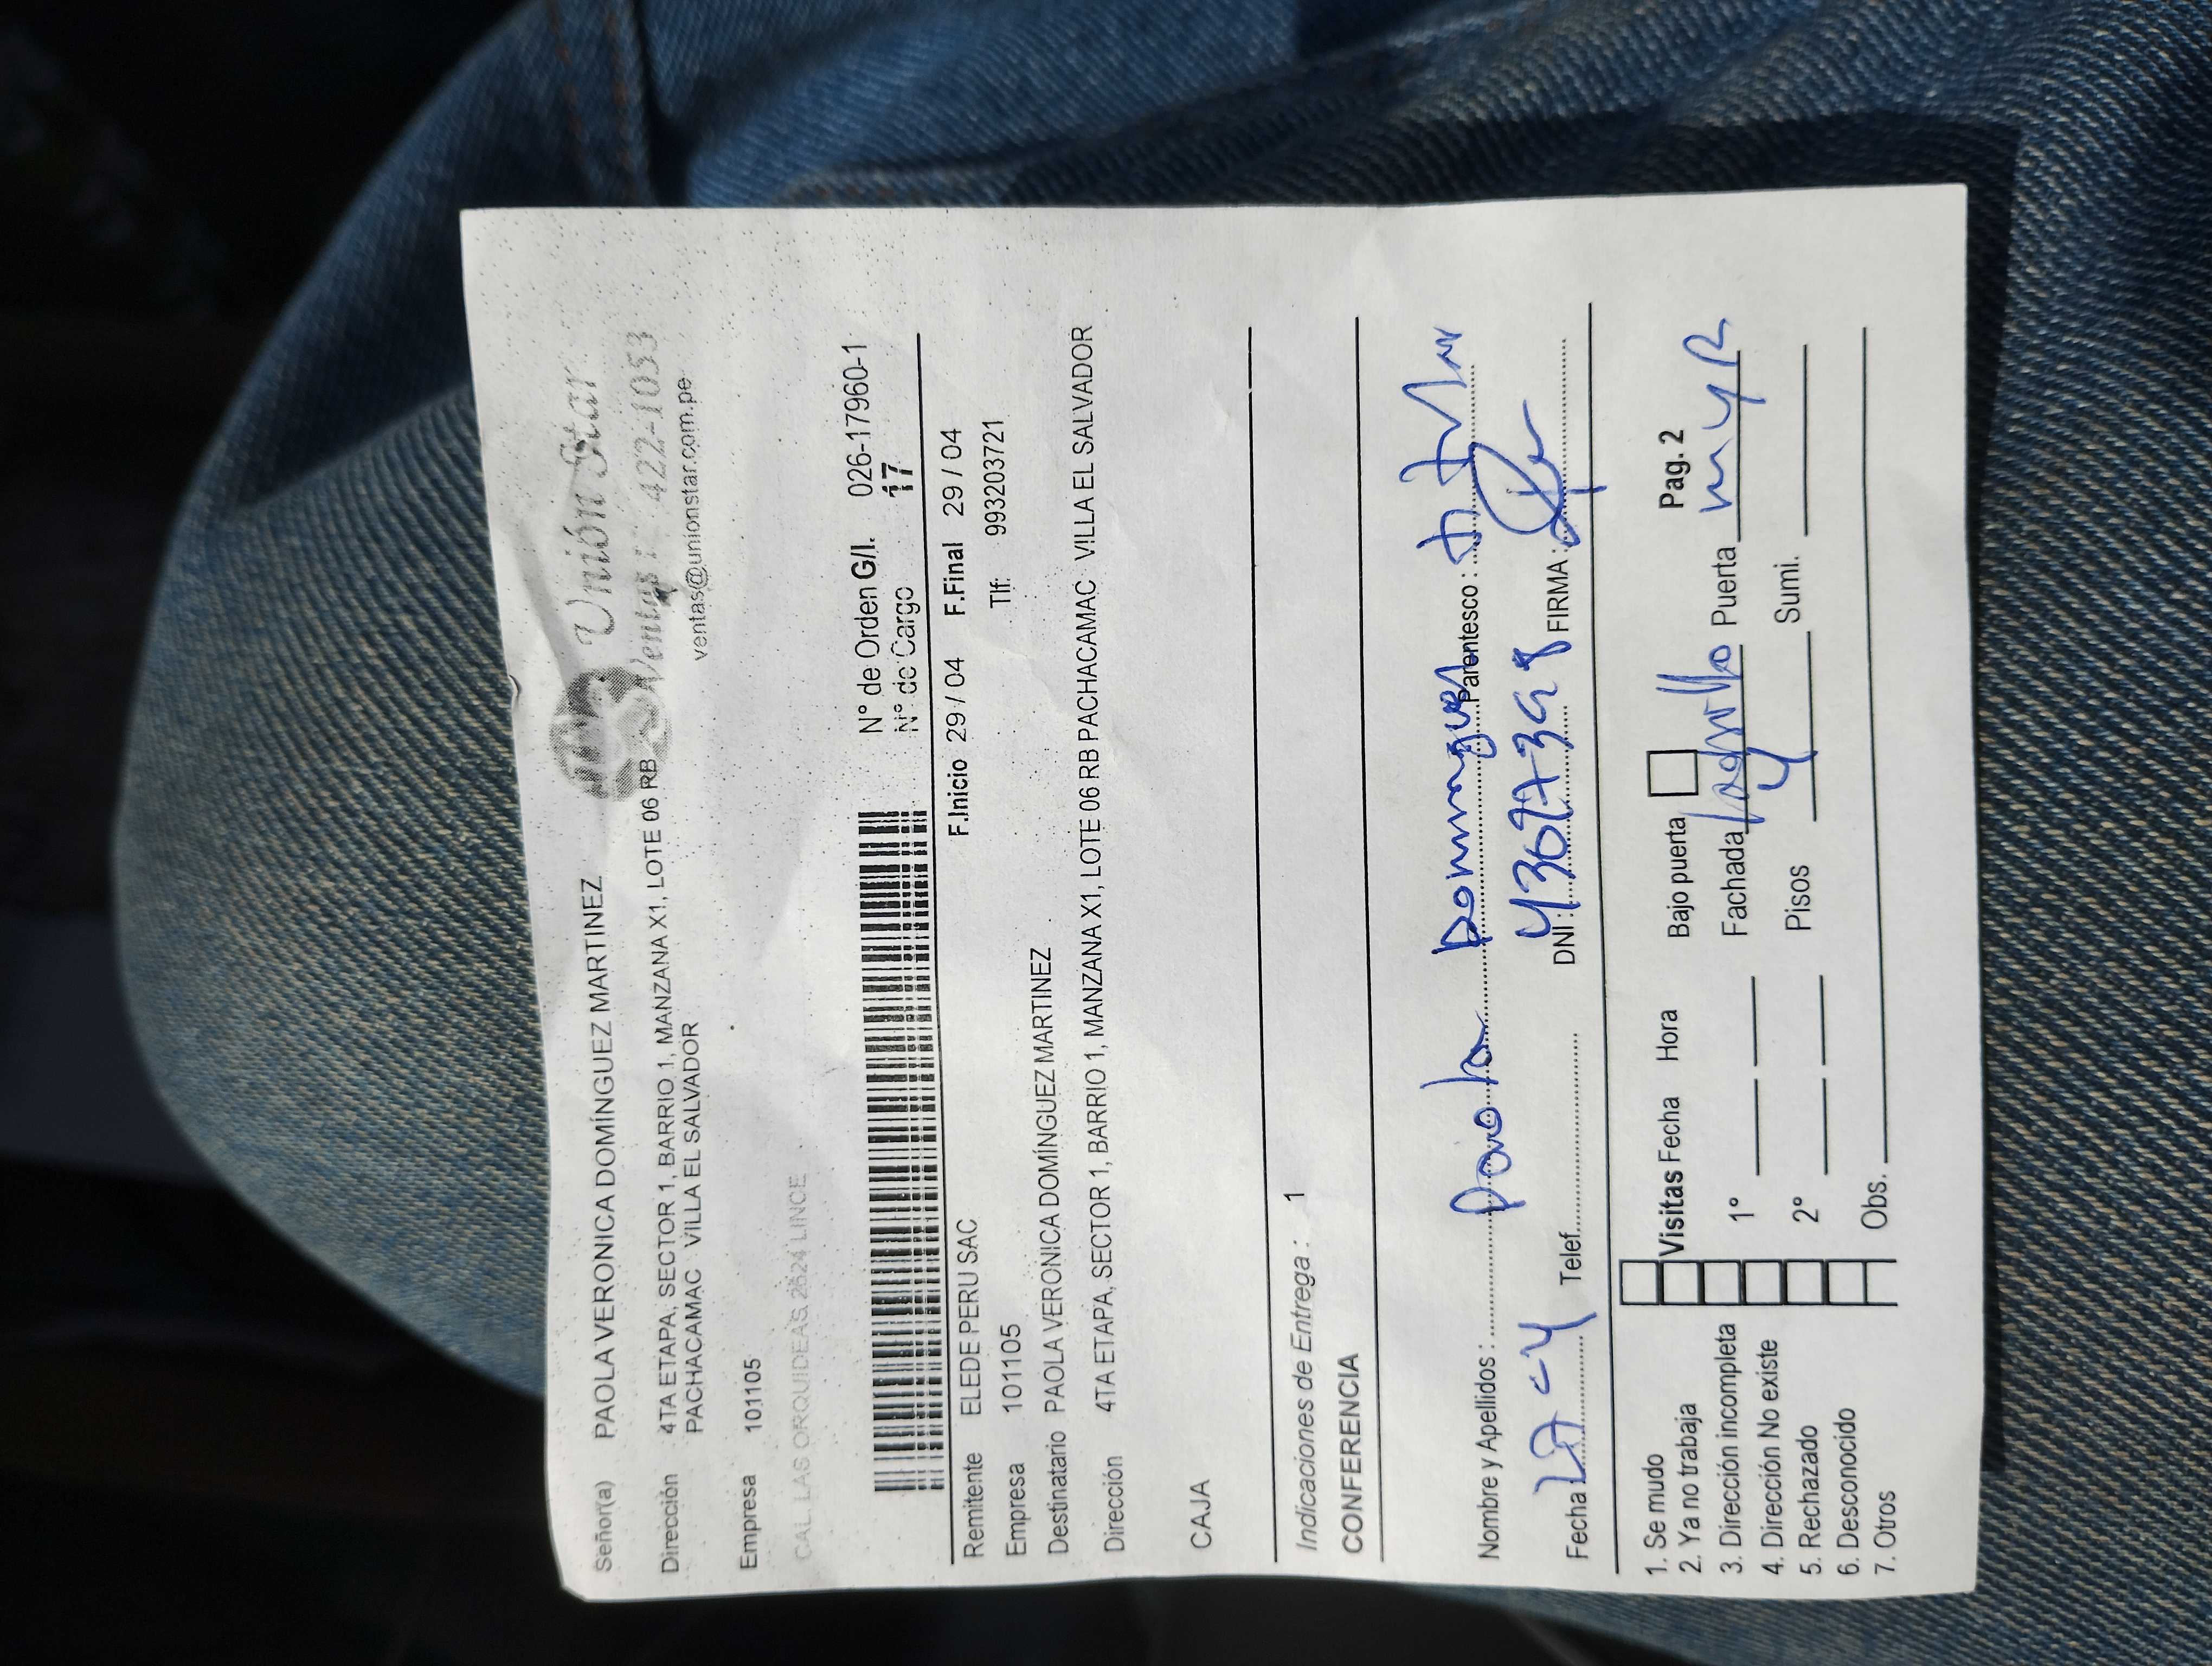 Unión Star
Ventas : 422-1053
ventas@unionstar.com.pe
Señor(a) PAOLA VERONICA DOMÍNGUEZ MARTINEZ
Dirección 4TA ETAPA, SECTOR 1, BARRIO 1, MANZANA X1, LOTE 06 RB
PACHACAMAC VILLA EL SALVADOR
Empresa 101105
CAL. LAS ORQUIDEAS. 2624 LINCE
N° de Orden G/I. 026-17960-1
N° de Cargo 17
F.Inicio 29 / 04 F.Final 29 / 04
Remitente ELEDE PERU SAC
Empresa 101105 Tlf: 993203721
Destinatario PAOLA VERONICA DOMÍNGUEZ MARTINEZ
Dirección 4TA ETAPA, SECTOR 1, BARRIO 1, MANZANA X1, LOTE 06 RB PACHACAMAC VILLA EL SALVADOR
CAJA
Indicaciones de Entrega : 1
CONFERENCIA
Nombre y Apellidos : Paola Dominguez Parentesco :
Fecha Telef. DNI : FIRMA :
1. Se mudo
2. Ya no trabaja Visitas Fecha Hora Bajo puerta Pag. 2
3. Dirección incompleta 1° Fachada Ladrillo Puerta
4. Dirección No existe
5. Rechazado 2° Pisos 4 Sumi.
6. Desconocido
7. Otros Obs.